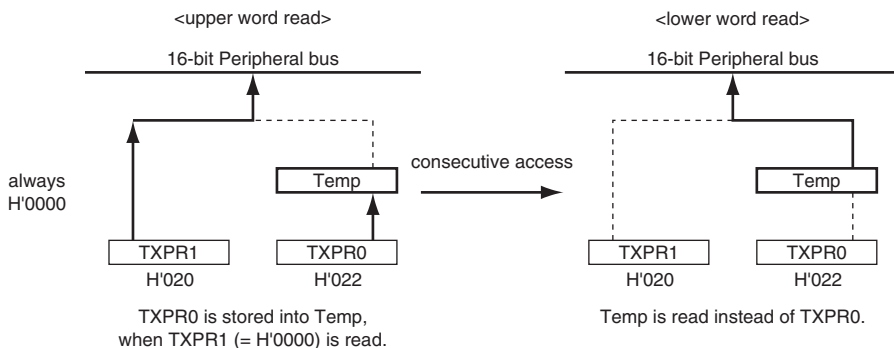 <upper word read>
16-bit Peripheral bus
always
H'0000
Temp
TXPR1
TXPR0
H'020
H'022
TXPR0 is stored into Temp,
when TXPR1 (= H'0000) is read.
consecutive access
<lower word read>
16-bit Peripheral bus
Temp
TXPR1
TXPR0
H'020
H'022
Temp is read instead of TXPR0.